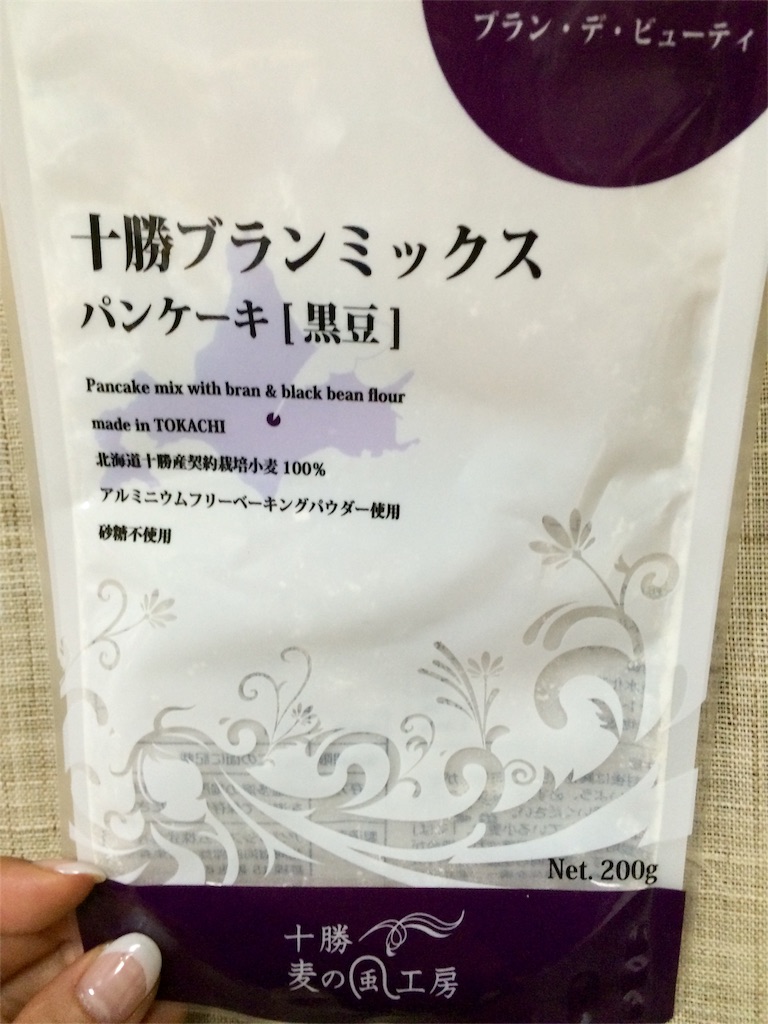 ブラン・デ・ビューティ
十勝ブランミックス
パンケーキ［黒豆］
Pancake mix with bran & black bean flour
made in TOKACHI
北海道十勝産契約栽培小麦100%
アルミニウムフリーベーキングパウダー使用
砂糖不使用
Net. 200g
十勝
麦の風工房